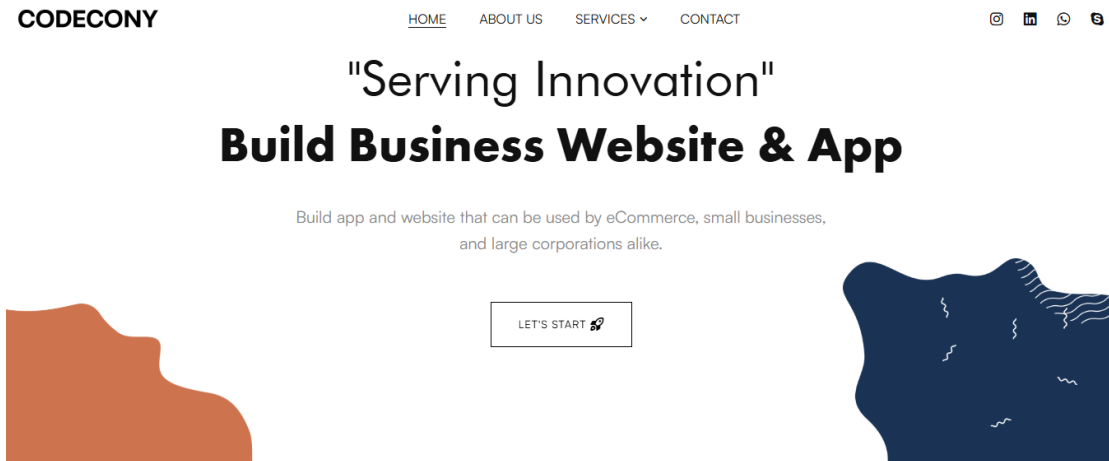 CODECONY
HOME ABOUT US SERVICES CONTACT
"Serving Innovation"
Build Business Website & App
Build app and website that can be used by eCommerce, small businesses,
and large corporations alike.
LET'S START